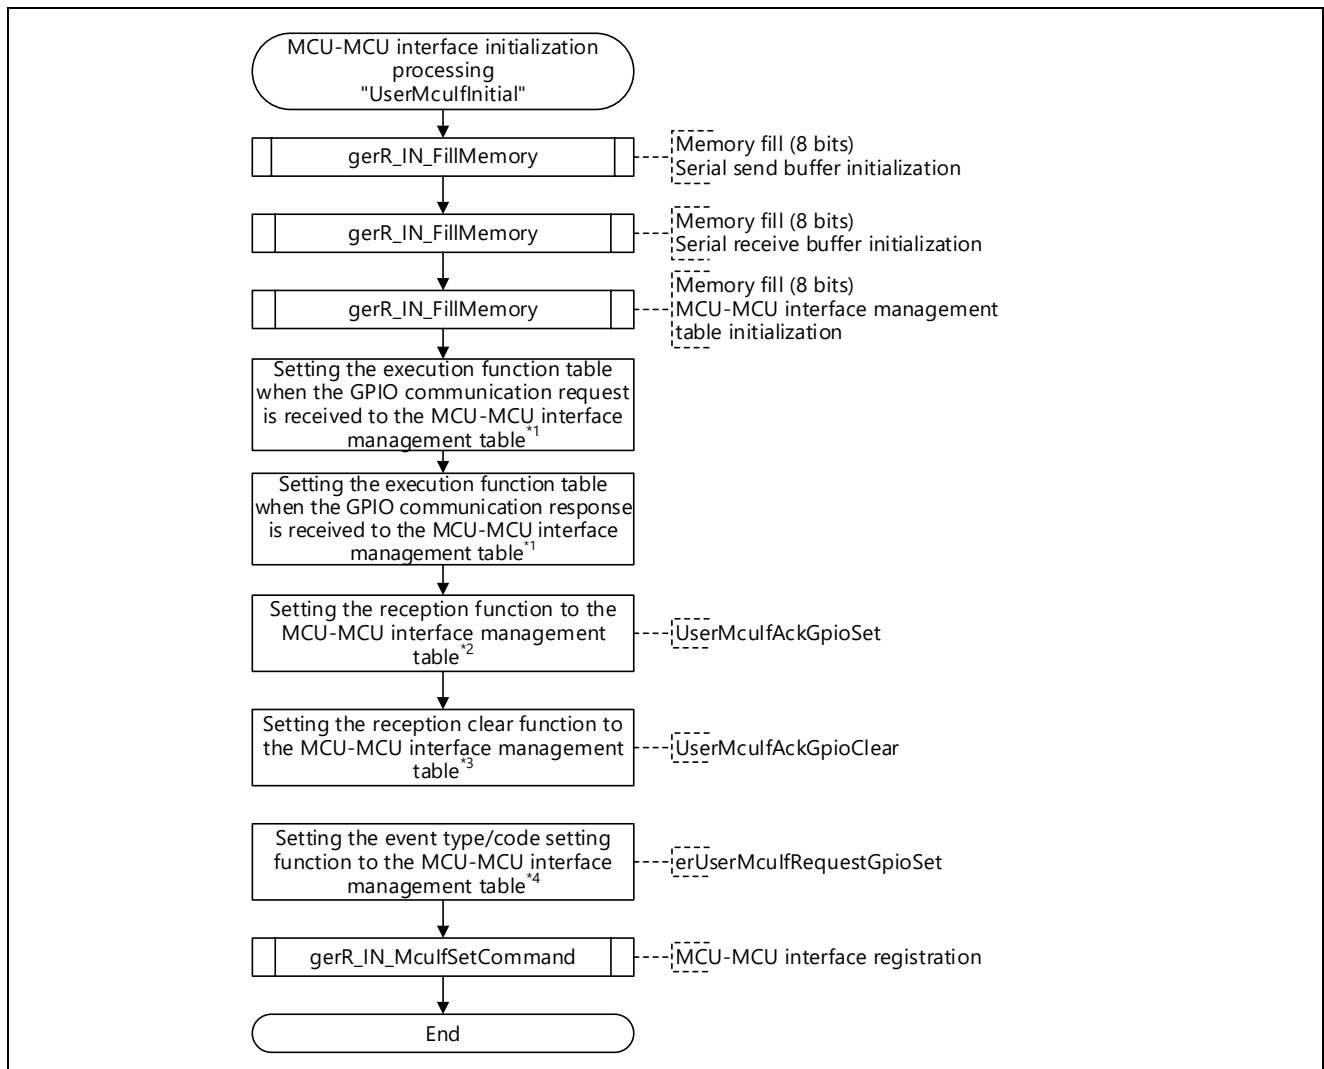 MCU-MCU interface initialization
processing
"UserMcuIfInitial"
gerR_IN_FillMemory
Memory fill (8 bits)
Serial send buffer initialization
gerR_IN_FillMemory
Memory fill (8 bits)
Serial receive buffer initialization
gerR_IN_FillMemory
Memory fill (8 bits)
MCU-MCU interface management
table initialization
Setting the execution function table
when the GPIO communication request
is received to the MCU-MCU interface
management table*1
Setting the execution function table
when the GPIO communication response
is received to the MCU-MCU interface
management table*1
Setting the reception function to the
MCU-MCU interface management
table*2
UserMcuIfAckGpioSet
Setting the reception clear function to
the MCU-MCU interface management
table*3
UserMcuIfAckGpioClear
Setting the event type/code setting
function to the MCU-MCU interface
management table*4
erUserMcuIfRequestGpioSet
gerR_IN_McuIfSetCommand
MCU-MCU interface registration
End